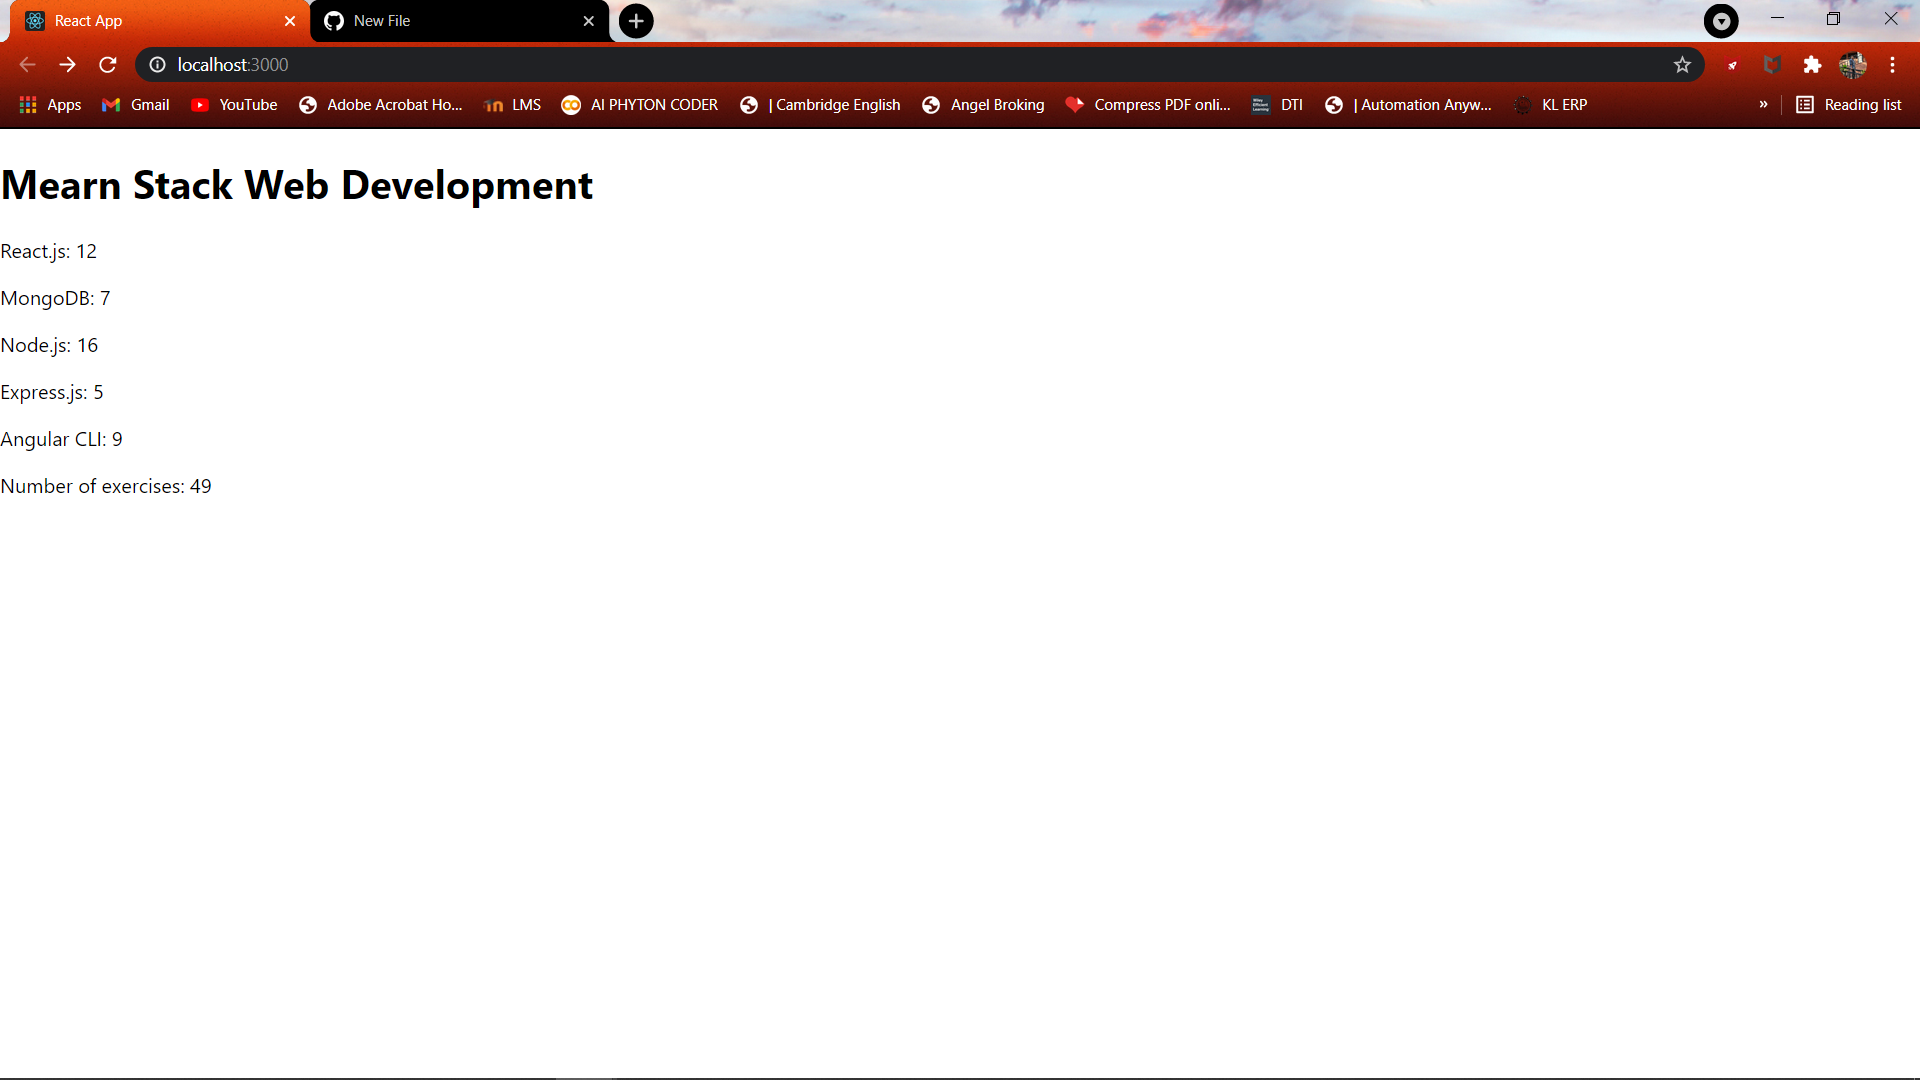 React App
New File
localhost:3000
Apps
Gmail
YouTube
Adobe Acrobat Ho...
LMS
AI PHYTON CODER
| Cambridge English
Angel Broking
Compress PDF onli...
DTI
| Automation Anyw...
KL ERP
»
Reading list
Mearn Stack Web Development
React.js: 12
MongoDB: 7
Node.js: 16
Express.js: 5
Angular CLI: 9
Number of exercises: 49